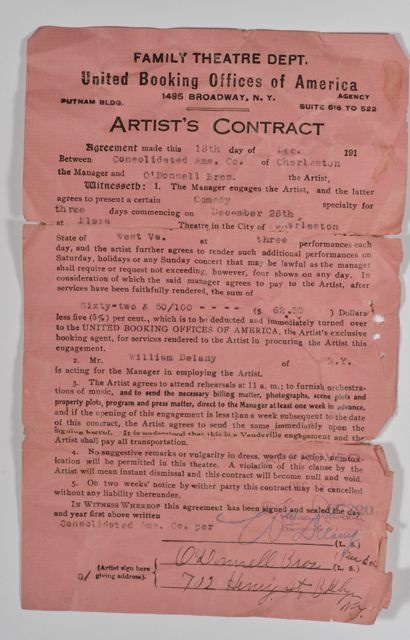 FAMILY THEATRE DEPT.
United Booking Offices of America
PUTNAM BLDG. 1495 BROADWAY, N. Y. AGENCY
SUITE 516 TO 522
ARTIST'S CONTRACT
Agreement made this 18th day of Dec. 191
Between Consolidated Ams. Co. of Charleston
the Manager and O'Donnell Bros. the Artist,
Witnesseth: 1. The Manager engages the Artist, and the latter
agrees to present a certain Comedy specialty for
three days commencing on December 26th
at Plaza Theatre in the City of Charleston
State of West Va. at three performances each
day, and the artist further agrees to render such additional performances on
Saturday, holidays or any Sunday concert that may be lawful as the manager
shall require or request not exceeding, however, four shows on any day. In
consideration of which the said manager agrees to pay to the Artist, after
services have been faithfully rendered, the sum of
Sixty-two & 50/100 - - - - ($ 62.50 ) Dollars
less five (5%) per cent., which is to be deducted and immediately turned over
to the UNITED BOOKING OFFICES OF AMERICA, the Artist's exclusive
booking agent, for services rendered to the Artist in procuring the Artist this
engagement.
2. Mr. William Delany of N.Y.
Is acting for the Manager in employing the Artist.
3. The Artist agrees to attend rehearsals at 11 a. m.; to furnish orchestra-
tions of music, and to send the necessary billing matter, photographs, scene plots and
property plots, program and press matter, direct to the Manager at least one week in advance,
and if the opening of this engagement is less than a week subsequent to the date
of this contract, the Artist agrees to send the same immediately upon the
signing hereof. It is understood that this is a Vaudeville engagement and the
Artist shall pay all transportation.
4. No suggestive remarks or vulgarity in dress, words or action, or intox-
ication will be permitted in this theatre. A violation of this clause by the
Artist will mean instant dismissal and this contract will become null and void.
5. On two weeks' notice by either party this contract may be cancelled
without any liability thereunder.
IN WITNESS WHEREOF this agreement has been signed and sealed the day
and year first above written
Consolidated Ams. Co. per
(L. S.)
(Artist sign here O'Donnell Bros (L. S.)
giving address). 712 Henry St Bklyn
N.Y.